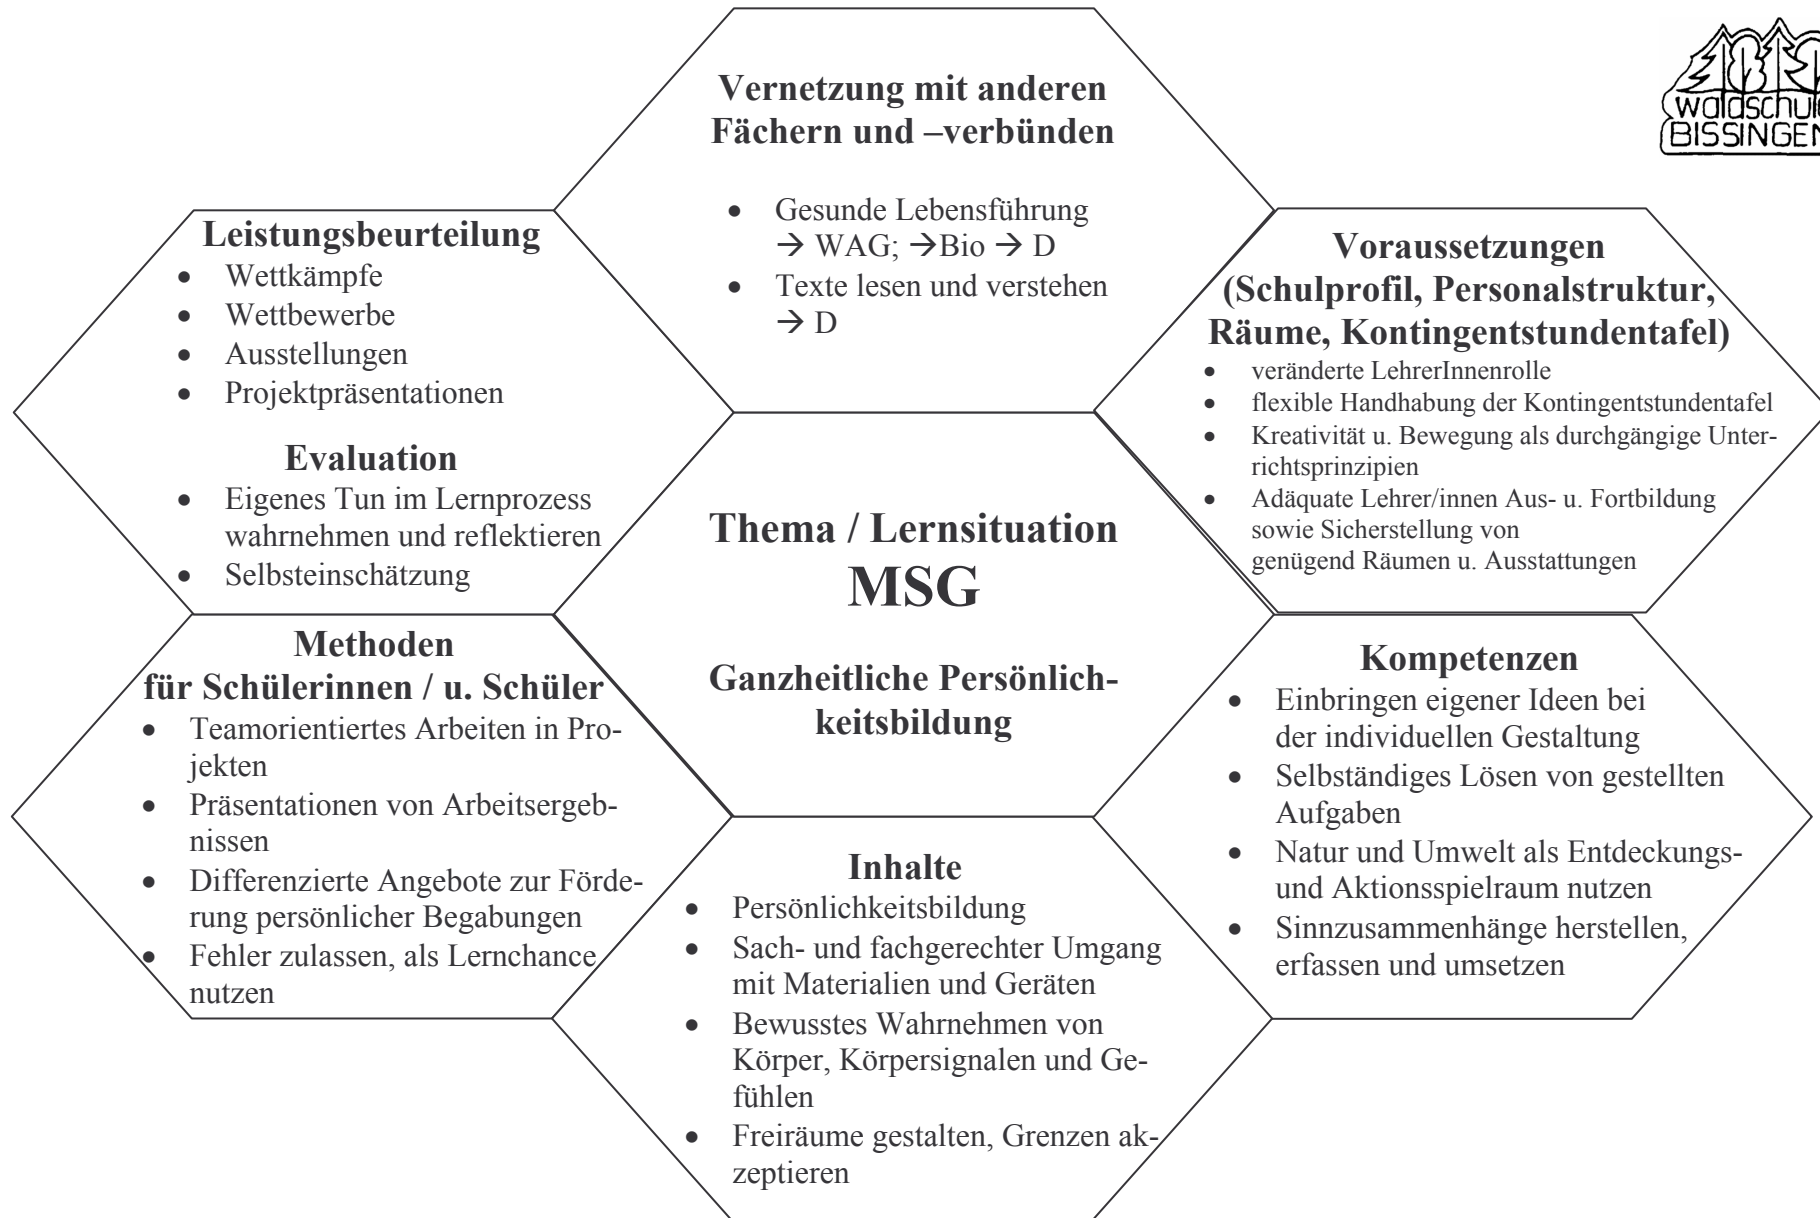 Vernetzung mit anderen
Fächern und –verbünden
• Gesunde Lebensführung
→ WAG; →Bio → D
• Texte lesen und verstehen
→ D
BISSINGEN
Leistungsbeurteilung
• Wettkämpfe
• Wettbewerbe
• Ausstellungen
• Projektpräsentationen
Evaluation
• Eigenes Tun im Lernprozess
wahrnehmen und reflektieren
• Selbsteinschätzung
Voraussetzungen
(Schulprofil, Personalstruktur,
Räume, Kontingentstundentafel)
• veränderte LehrerInnenrolle
• flexible Handhabung der Kontingentstundentafel
• Kreativität u. Bewegung als durchgängige Unter-
richtsprinzipien
• Adäquate Lehrer/innen Aus- u. Fortbildung
sowie Sicherstellung von
genügend Räumen u. Ausstattungen
Thema / Lernsituation
MSG
Ganzheitliche Persönlich-
keitsbildung
Methoden
für Schülerinnen / u. Schüler
• Teamorientiertes Arbeiten in Pro-
jekten
• Präsentationen von Arbeitsergeb-
nissen
• Differenzierte Angebote zur Förde-
rung persönlicher Begabungen
• Fehler zulassen, als Lernchance
nutzen
Inhalte
• Persönlichkeitsbildung
• Sach- und fachgerechter Umgang
mit Materialien und Geräten
• Bewusstes Wahrnehmen von
Körper, Körpersignalen und Ge-
fühlen
• Freiräume gestalten, Grenzen ak-
zeptieren
Kompetenzen
• Einbringen eigener Ideen bei
der individuellen Gestaltung
• Selbständiges Lösen von gestellten
Aufgaben
• Natur und Umwelt als Entdeckungs-
und Aktionsspielraum nutzen
• Sinnzusammenhänge herstellen,
erfassen und umsetzen